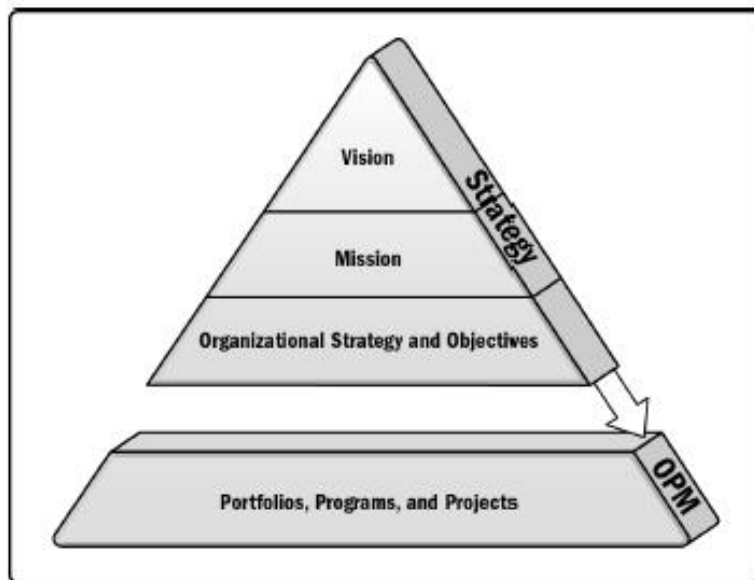 Vision
Strategy
Mission
Organizational Strategy and Objectives
Portfolios, Programs, and Projects
OPM